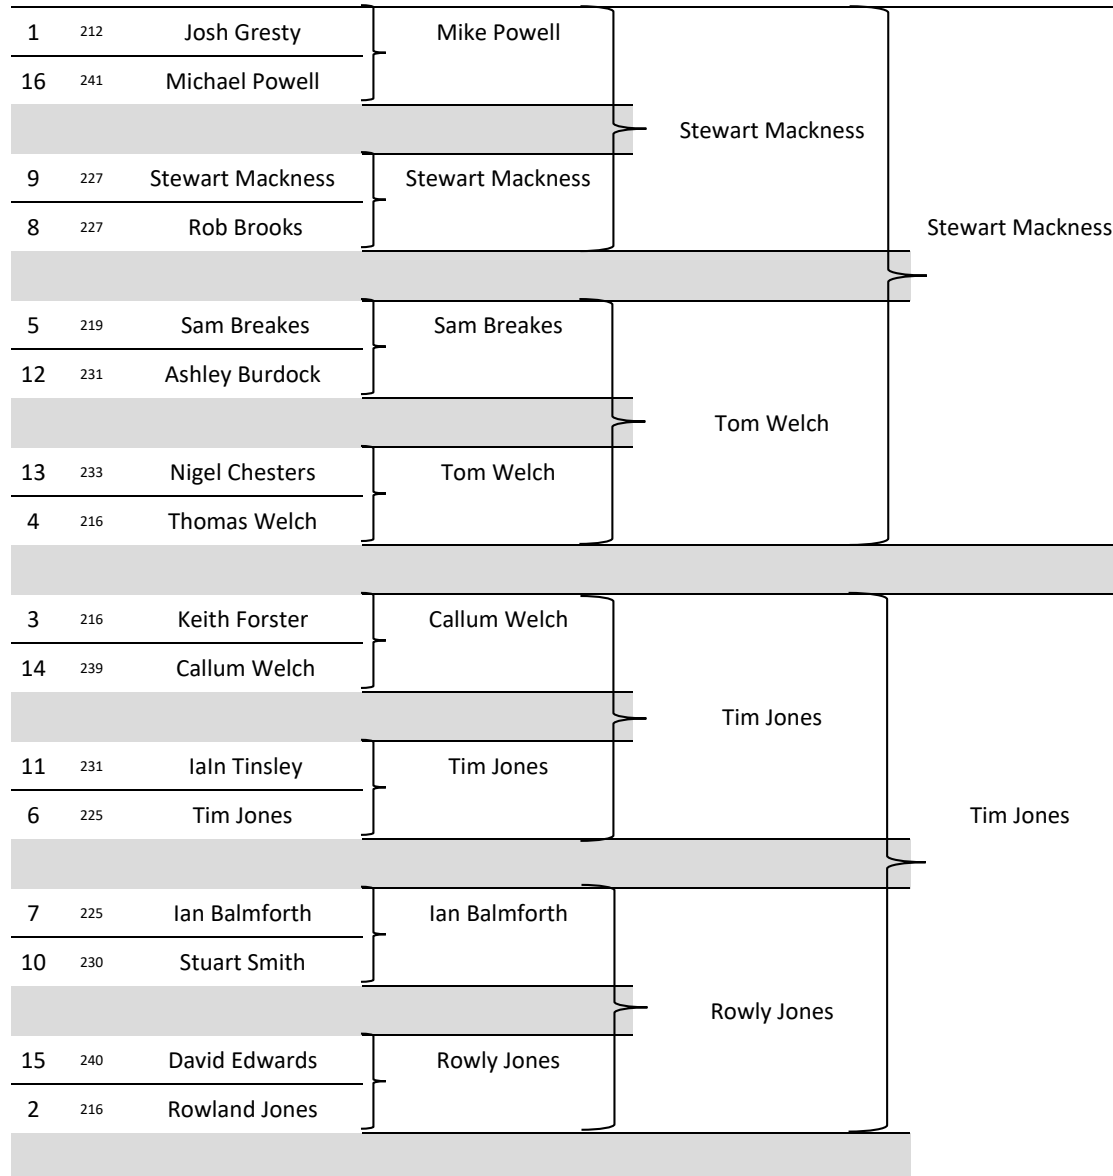 1 212 Josh Gresty Mike Powell
16 241 Michael Powell
Stewart Mackness
9 227 Stewart Mackness Stewart Mackness
8 227 Rob Brooks Stewart Mackness
5 219 Sam Breakes Sam Breakes
12 231 Ashley Burdock
Tom Welch
13 233 Nigel Chesters Tom Welch
4 216 Thomas Welch
3 216 Keith Forster Callum Welch
14 239 Callum Welch
Tim Jones
11 231 IaIn Tinsley Tim Jones
6 225 Tim Jones Tim Jones
7 225 Ian Balmforth Ian Balmforth
10 230 Stuart Smith
Rowly Jones
15 240 David Edwards Rowly Jones
2 216 Rowland Jones